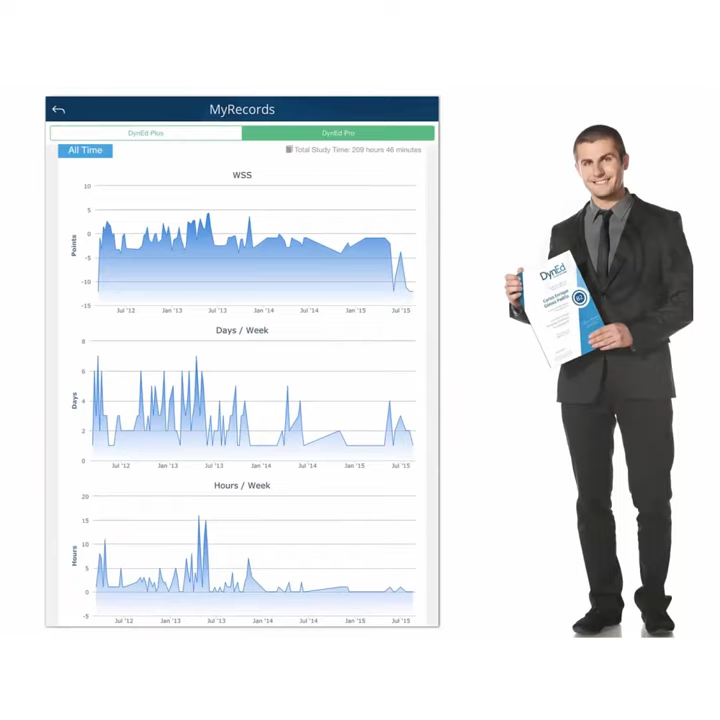 MyRecords
DynEd Plus
DynEd Pro
All Time
Total Study Time: 209 hours 46 minutes
WSS
10
5
0
-5
-10
-15
Points
Jul '12
Jan '13
Jul '13
Jan '14
Jul '14
Jan '15
Jul '15
Days / Week
8
6
4
2
0
Days
Jul '12
Jan '13
Jul '13
Jan '14
Jul '14
Jan '15
Jul '15
Hours / Week
20
15
10
5
0
-5
Hours
Jul '12
Jan '13
Jul '13
Jan '14
Jul '14
Jan '15
Jul '15
DynEd
Carlos Enrique